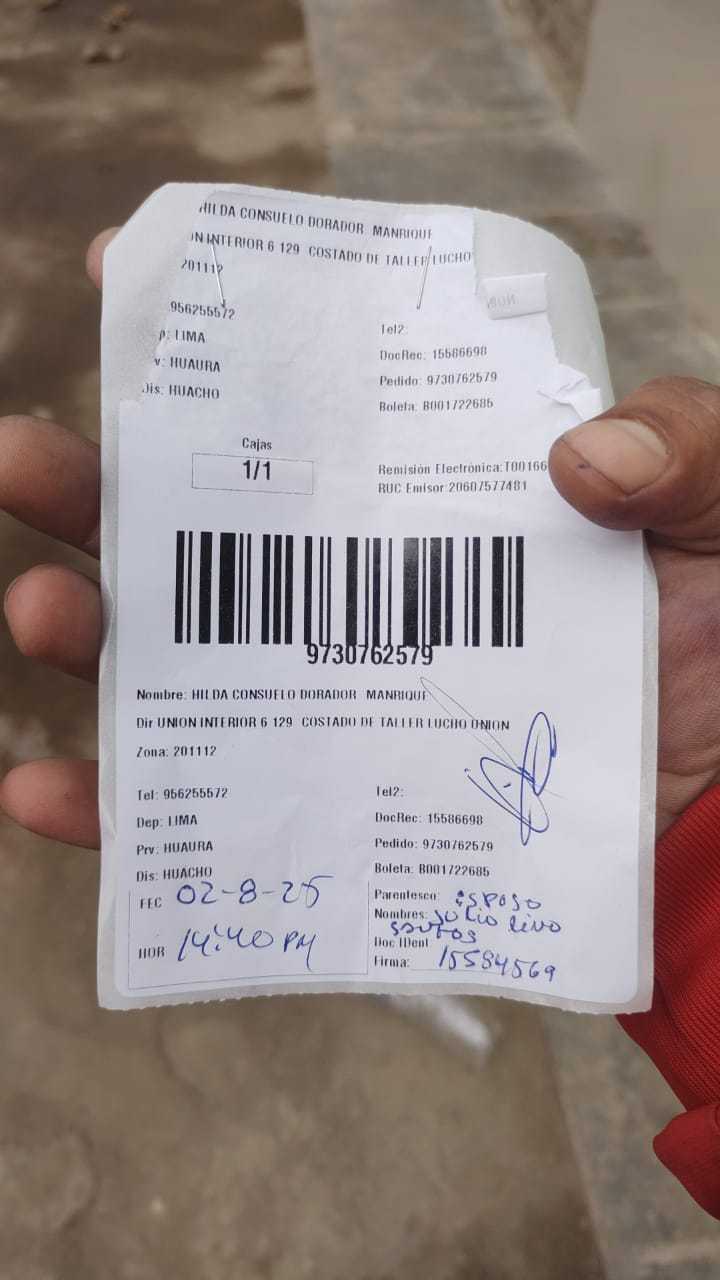 HILDA CONSUELO DORADOR MANRIQUE
INTERIOR 6 129 COSTADO DE TALLER LUCHO
201112
956255572
Tel2:
LIMA
DocRec: 15586698
HUAURA
Pedido: 9730762579
Dis: HUACHO
Boleta: B001722685
Cajas
1/1
Remisión Electrónica:T00166
RUC Emisor:20607577481
9730762579
Nombre: HILDA CONSUELO DORADOR MANRIQUE
Dir UNION INTERIOR 6 129 COSTADO DE TALLER LUCHO UNION
Zona: 201112
Tel: 956255572
Tel2:
Dep: LIMA
DocRec: 15586698
Prv: HUAURA
Pedido: 9730762579
Dis: HUACHO
Boleta: B001722685
FEC 02-8-25
Parentesco: esposo
Nombres: Julio
Santos
HOR 14:40 PM
Doc IDent
Firma: 15584569